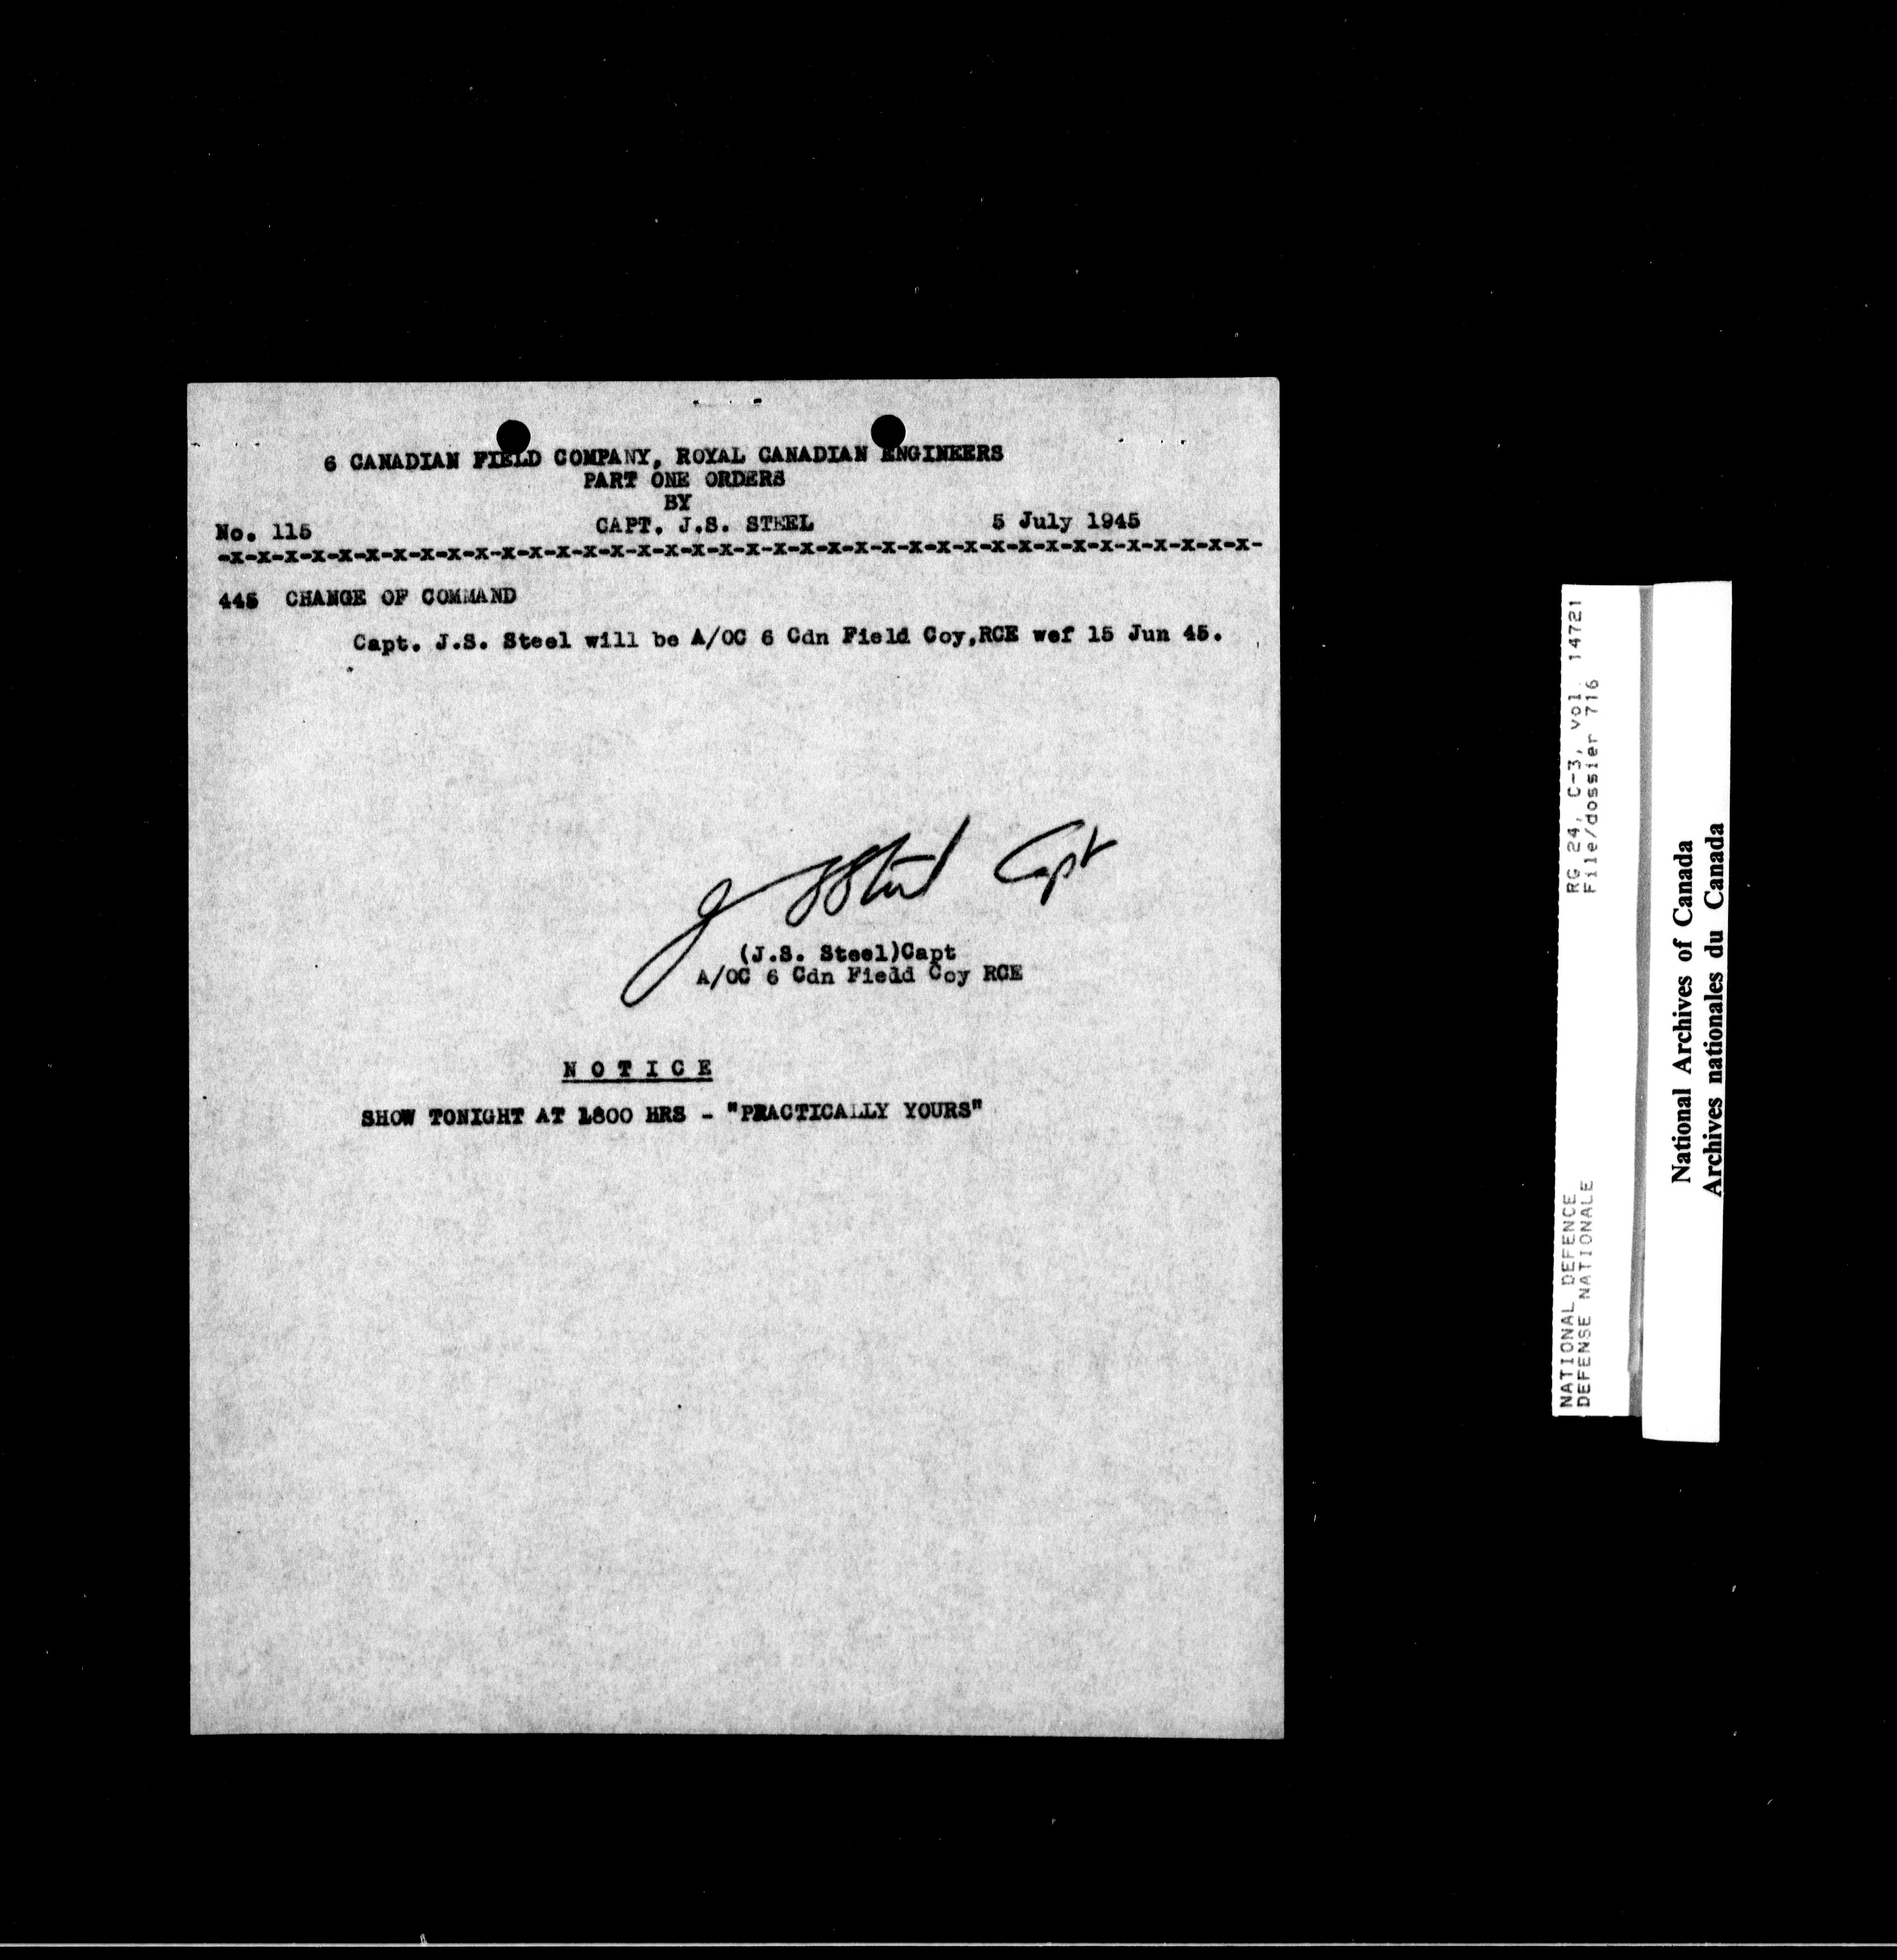 6 CANADIAN FIELD COMPANY, ROYAL CANADIAN ENGINEERS
PART ONE ORDERS
BY
No. 115 CAPT. J.S. STEEL 5 July 1945
-x-x-x-x-x-x-x-x-x-x-x-x-x-x-x-x-x-x-x-x-x-x-x-x-x-x-x-x-x-x-x-x-x-x-x-x-x-x-
445 CHANGE OF COMMAND
Capt. J.S. Steel will be A/OC 6 Cdn Field Coy,RCE wef 15 Jun 45.
J S Steel Capt
(J.S. Steel)Capt
A/OC 6 Cdn Fiedd Coy RCE
N O T I C E
SHOW TONIGHT AT 1800 HRS - "PRACTICALLY YOURS"
NATIONAL DEFENCE RG 24, C-3, vol. 14721
DEFENSE NATIONALE File/dossier 716
National Archives of Canada
Archives nationales du Canada